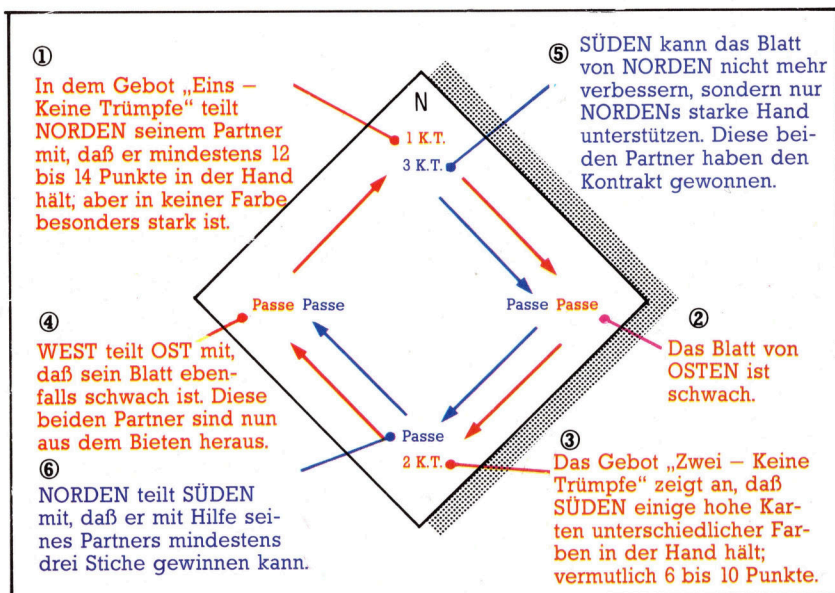 ①
In dem Gebot „Eins –
Keine Trümpfe“ teilt
NORDEN seinem Partner
mit, daß er mindestens 12
bis 14 Punkte in der Hand
hält; aber in keiner Farbe
besonders stark ist.
N
1 K.T.
3 K.T.
⑤
SÜDEN kann das Blatt
von NORDEN nicht mehr
verbessern, sondern nur
NORDENs starke Hand
unterstützen. Diese bei-
den Partner haben den
Kontrakt gewonnen.
Passe Passe
Passe Passe
④
WEST teilt OST mit,
daß sein Blatt eben-
falls schwach ist. Diese
beiden Partner sind nun
aus dem Bieten heraus.
②
Das Blatt von
OSTEN ist
schwach.
Passe
2 K.T.
⑥
NORDEN teilt SÜDEN
mit, daß er mit Hilfe sei-
nes Partners mindestens
drei Stiche gewinnen kann.
③
Das Gebot „Zwei – Keine
Trümpfe“ zeigt an, daß
SÜDEN einige hohe Kar-
ten unterschiedlicher Far-
ben in der Hand hält;
vermutlich 6 bis 10 Punkte.